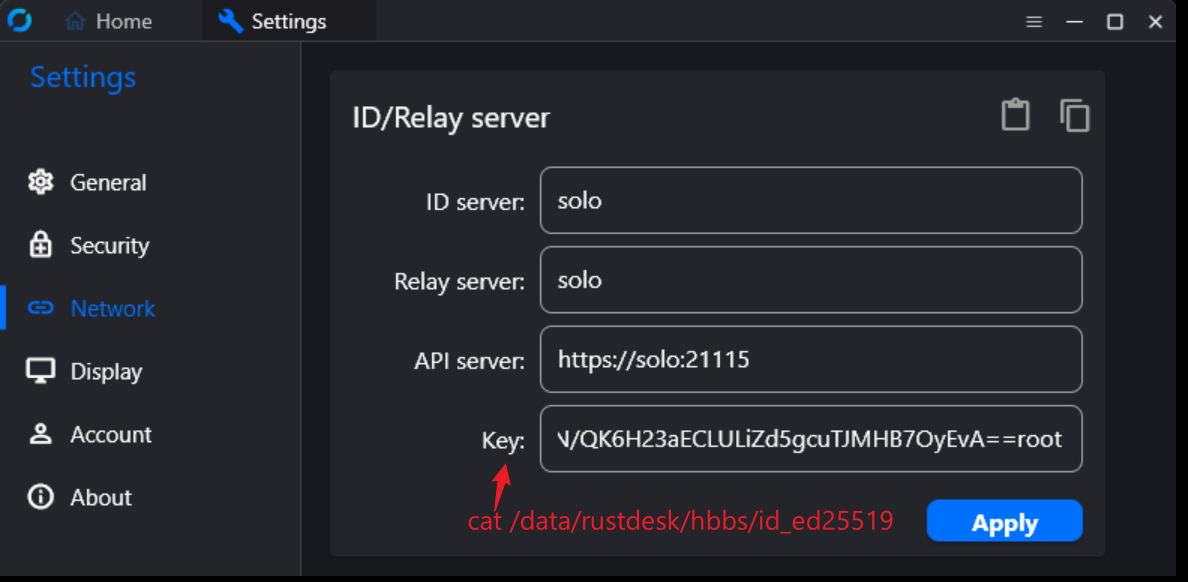 Home
Settings
Settings
General
Security
Network
Display
Account
About
ID/Relay server
ID server:
solo
Relay server:
solo
API server:
https://solo:21115
Key:
N/QK6H23aECLULiZd5gcuTJMHB7OyEvA==root
cat /data/rustdesk/hbbs/id_ed25519
Apply